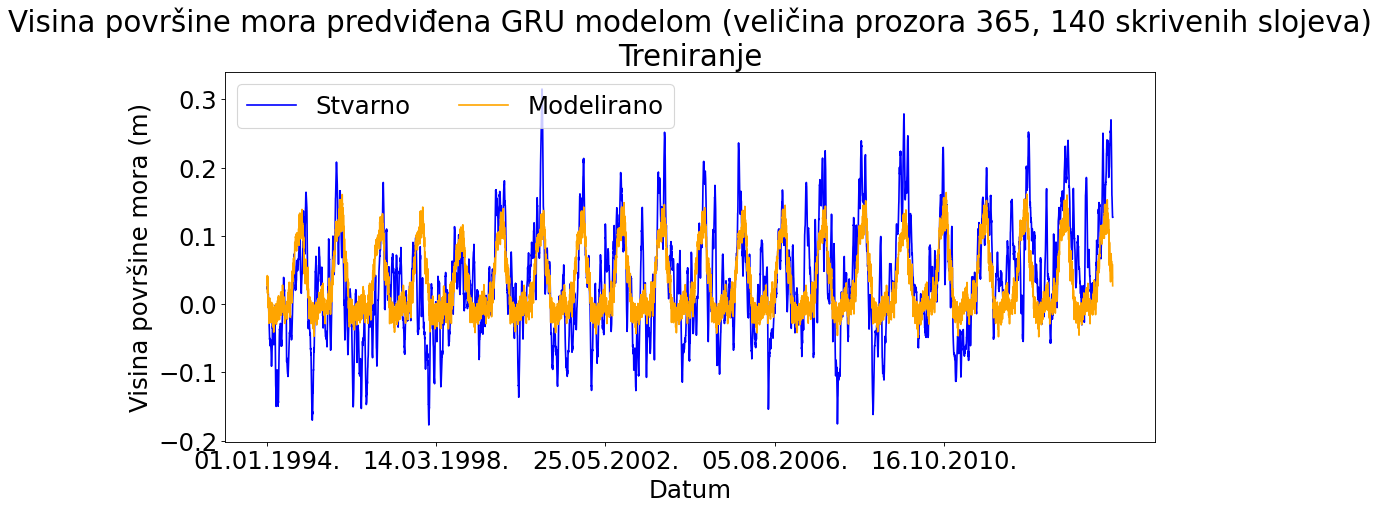 Visina površine mora predviđena GRU modelom (veličina prozora 365, 140 skrivenih slojeva)
Treniranje
Stvarno
Modelirano
Visina površine mora (m)
0.3
0.2
0.1
0.0
−0.1
−0.2
01.01.1994.
14.03.1998.
25.05.2002.
05.08.2006.
16.10.2010.
Datum